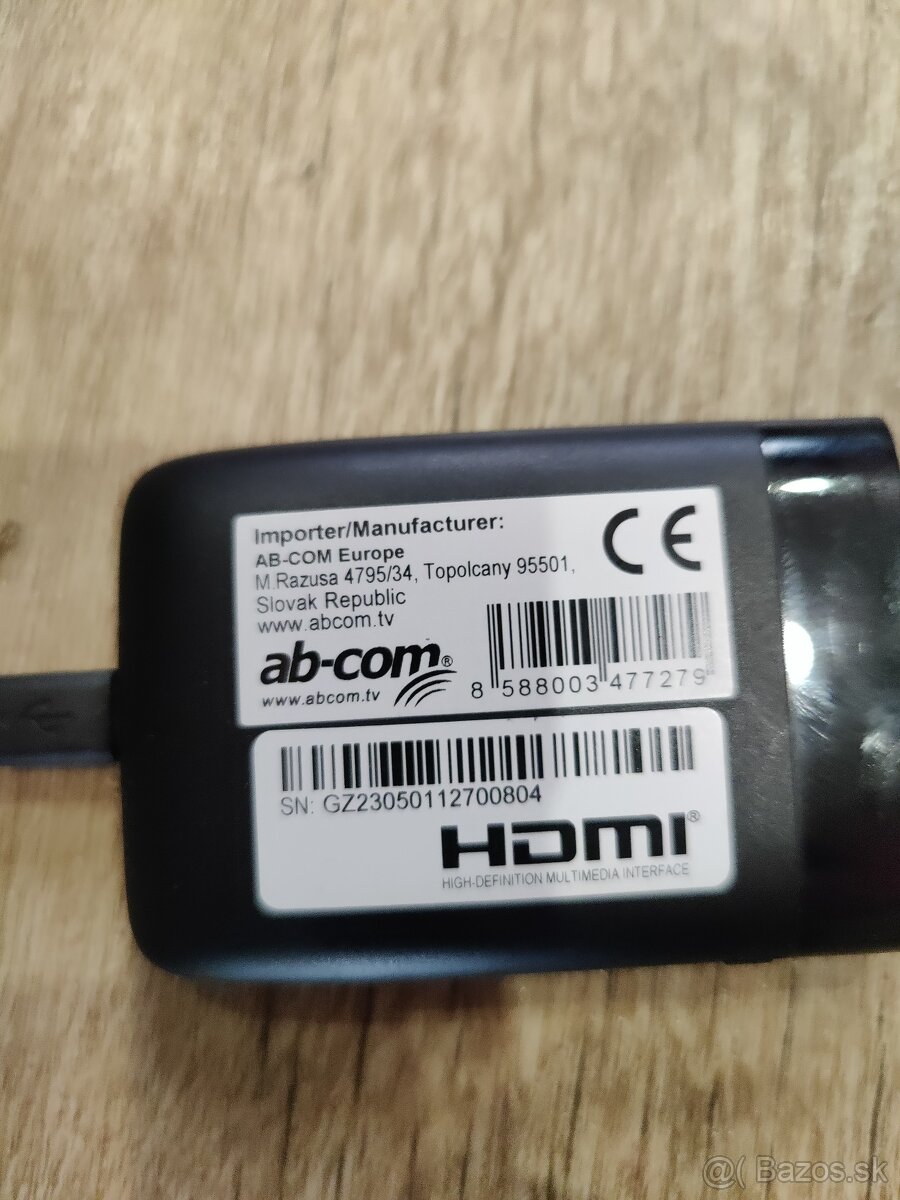 Importer/Manufacturer:
AB-COM Europe
M.Razusa 4795/34, Topolcany 95501,
Slovak Republic
www.abcom.tv
CE
ab-com®
www.abcom.tv
8 588003 477279
SN: GZ23050112700804
HDMI®
HIGH-DEFINITION MULTIMEDIA INTERFACE
@( Bazos.sk